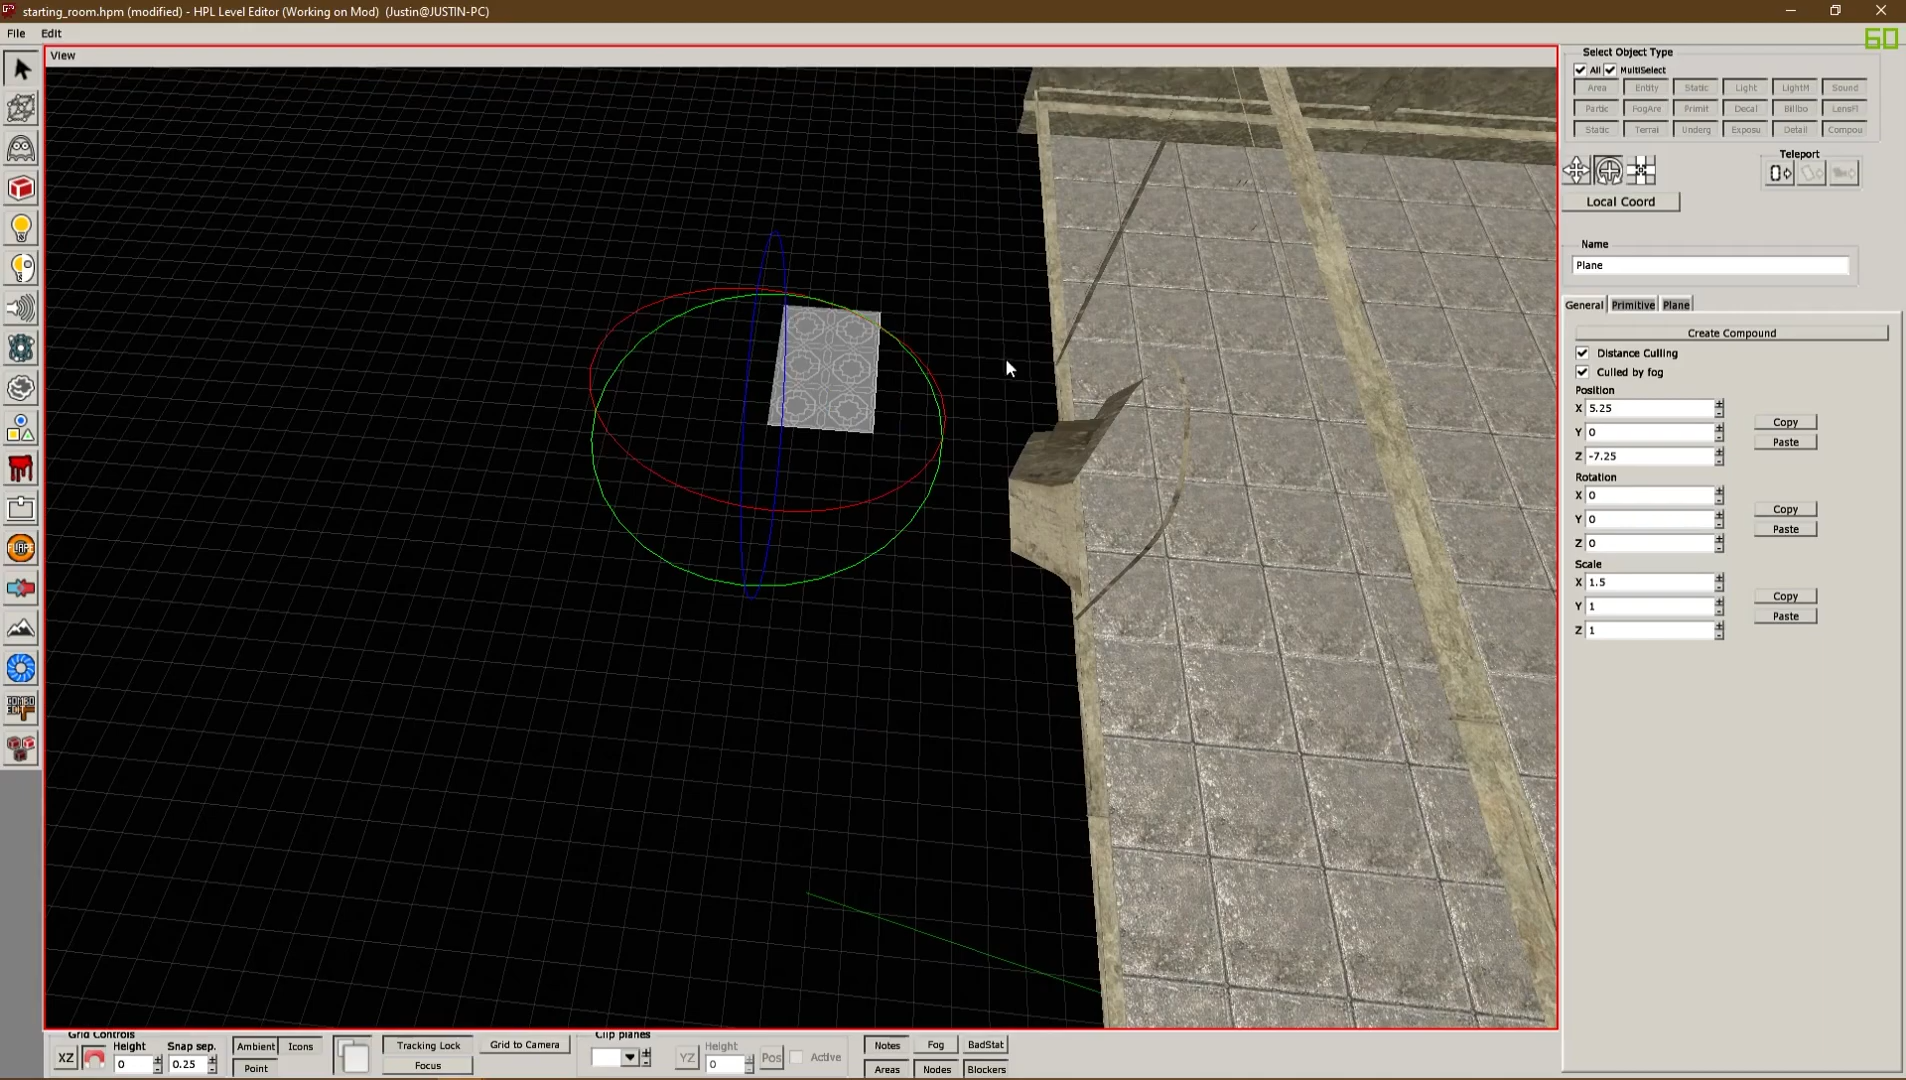 starting_room.hpm (modified) - HPL Level Editor (Working on Mod)  (Justin@JUSTIN-PC)
File Edit
60
View
Select Object Type
All MultiSelect
Area Entity Static Light LightM Sound
Partic FogAre Primit Decal Billbo LensFl
Static Terrai Underg Exposu Detail Compou
Teleport
Local Coord
Name
Plane
General Primitive Plane
Create Compound
Distance Culling
Culled by fog
Position
X 5.25
Y 0
Z -7.25
Copy
Paste
Rotation
X 0
Y 0
Z 0
Copy
Paste
Scale
X 1.5
Y 1
Z 1
Copy
Paste
FLARE
COMBO
Grid Controls
XZ
Height
0
Snap sep.
0.25
Ambient Icons
Point
Tracking Lock
Focus
Grid to Camera
Clip planes
YZ
Height
0
Pos
Active
Notes Fog BadStat
Areas Nodes Blockers